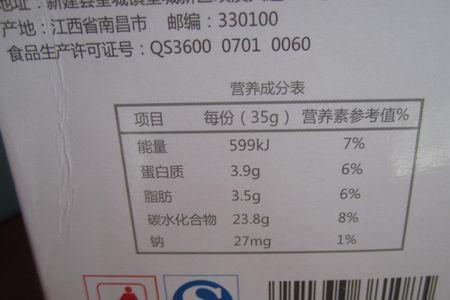 产地：江西省南昌市 邮编：330100
食品生产许可证号：QS3600 0701 0060
营养成分表
项目 每份（35g） 营养素参考值%
能量 599kJ 7%
蛋白质 3.9g 6%
脂肪 3.5g 6%
碳水化合物 23.8g 8%
钠 27mg 1%